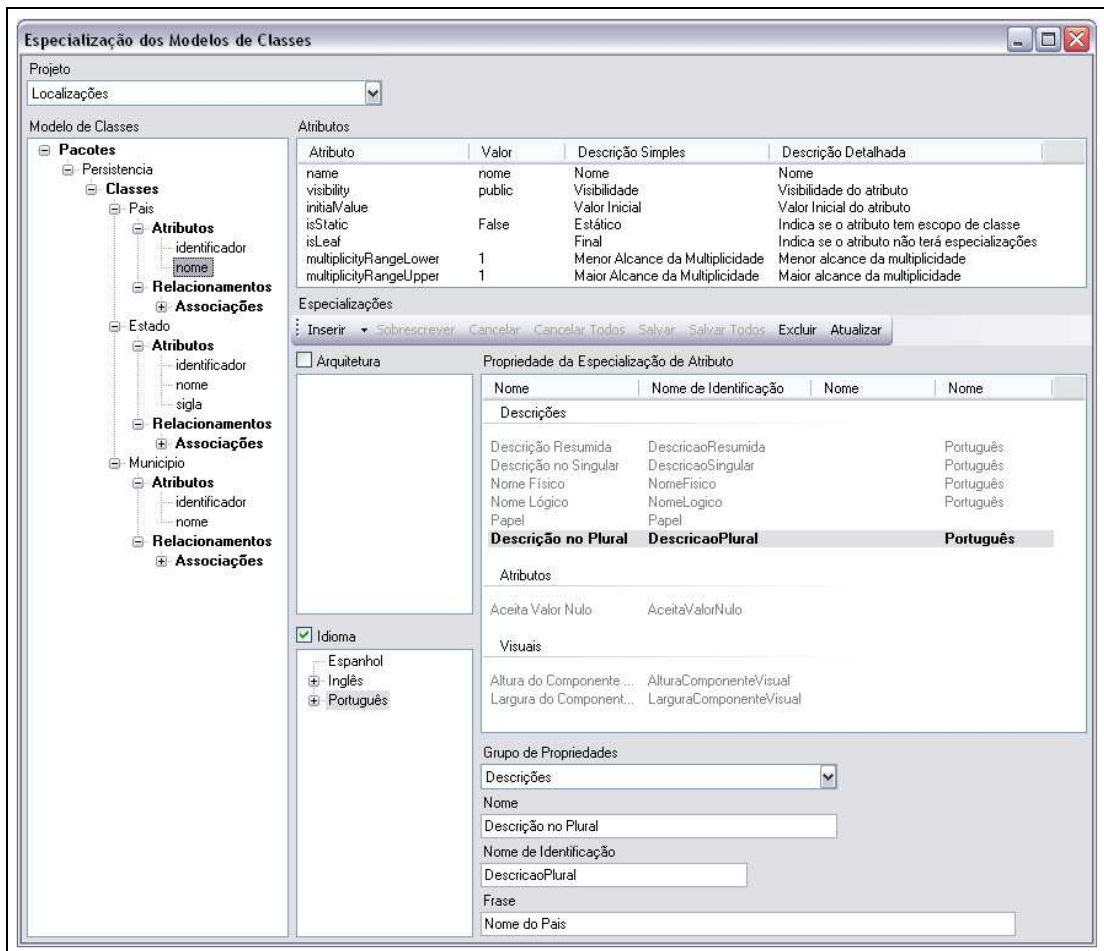 Especialização dos Modelos de Classes
Projeto
Localizações
Modelo de Classes
Pacotes
Persistencia
Classes
Pais
Atributos
identificador
nome
Relacionamentos
Associações
Estado
Atributos
identificador
nome
sigla
Relacionamentos
Associações
Municipio
Atributos
identificador
nome
Relacionamentos
Associações
Atributos
Atributo Valor Descrição Simples Descrição Detalhada
name nome Nome Nome
visibility public Visibilidade Visibilidade do atributo
initialValue Valor Inicial Valor Inicial do atributo
isStatic False Estático Indica se o atributo tem escopo de classe
isLeaf Final Indica se o atributo não terá especializações
multiplicityRangeLower 1 Menor Alcance da Multiplicidade Menor alcance da multiplicidade
multiplicityRangeUpper 1 Maior Alcance da Multiplicidade Maior alcance da multiplicidade
Especializações
Inserir Sobrescrever Cancelar Cancelar Todos Salvar Salvar Todos Excluir Atualizar
Arquitetura
Idioma
Espanhol
Inglês
Português
Propriedade da Especialização de Atributo
Nome Nome de Identificação Nome Nome
Descrições
Descrição Resumida DescricaoResumida Português
Descrição no Singular DescricaoSingular Português
Nome Físico NomeFisico Português
Nome Lógico NomeLogico Português
Papel Papel
Descrição no Plural DescricaoPlural Português
Atributos
Aceita Valor Nulo AceitaValorNulo
Visuais
Altura do Componente ... AlturaComponenteVisual
Largura do Component... LarguraComponenteVisual
Grupo de Propriedades
Descrições
Nome
Descrição no Plural
Nome de Identificação
DescricaoPlural
Frase
Nome do Pais